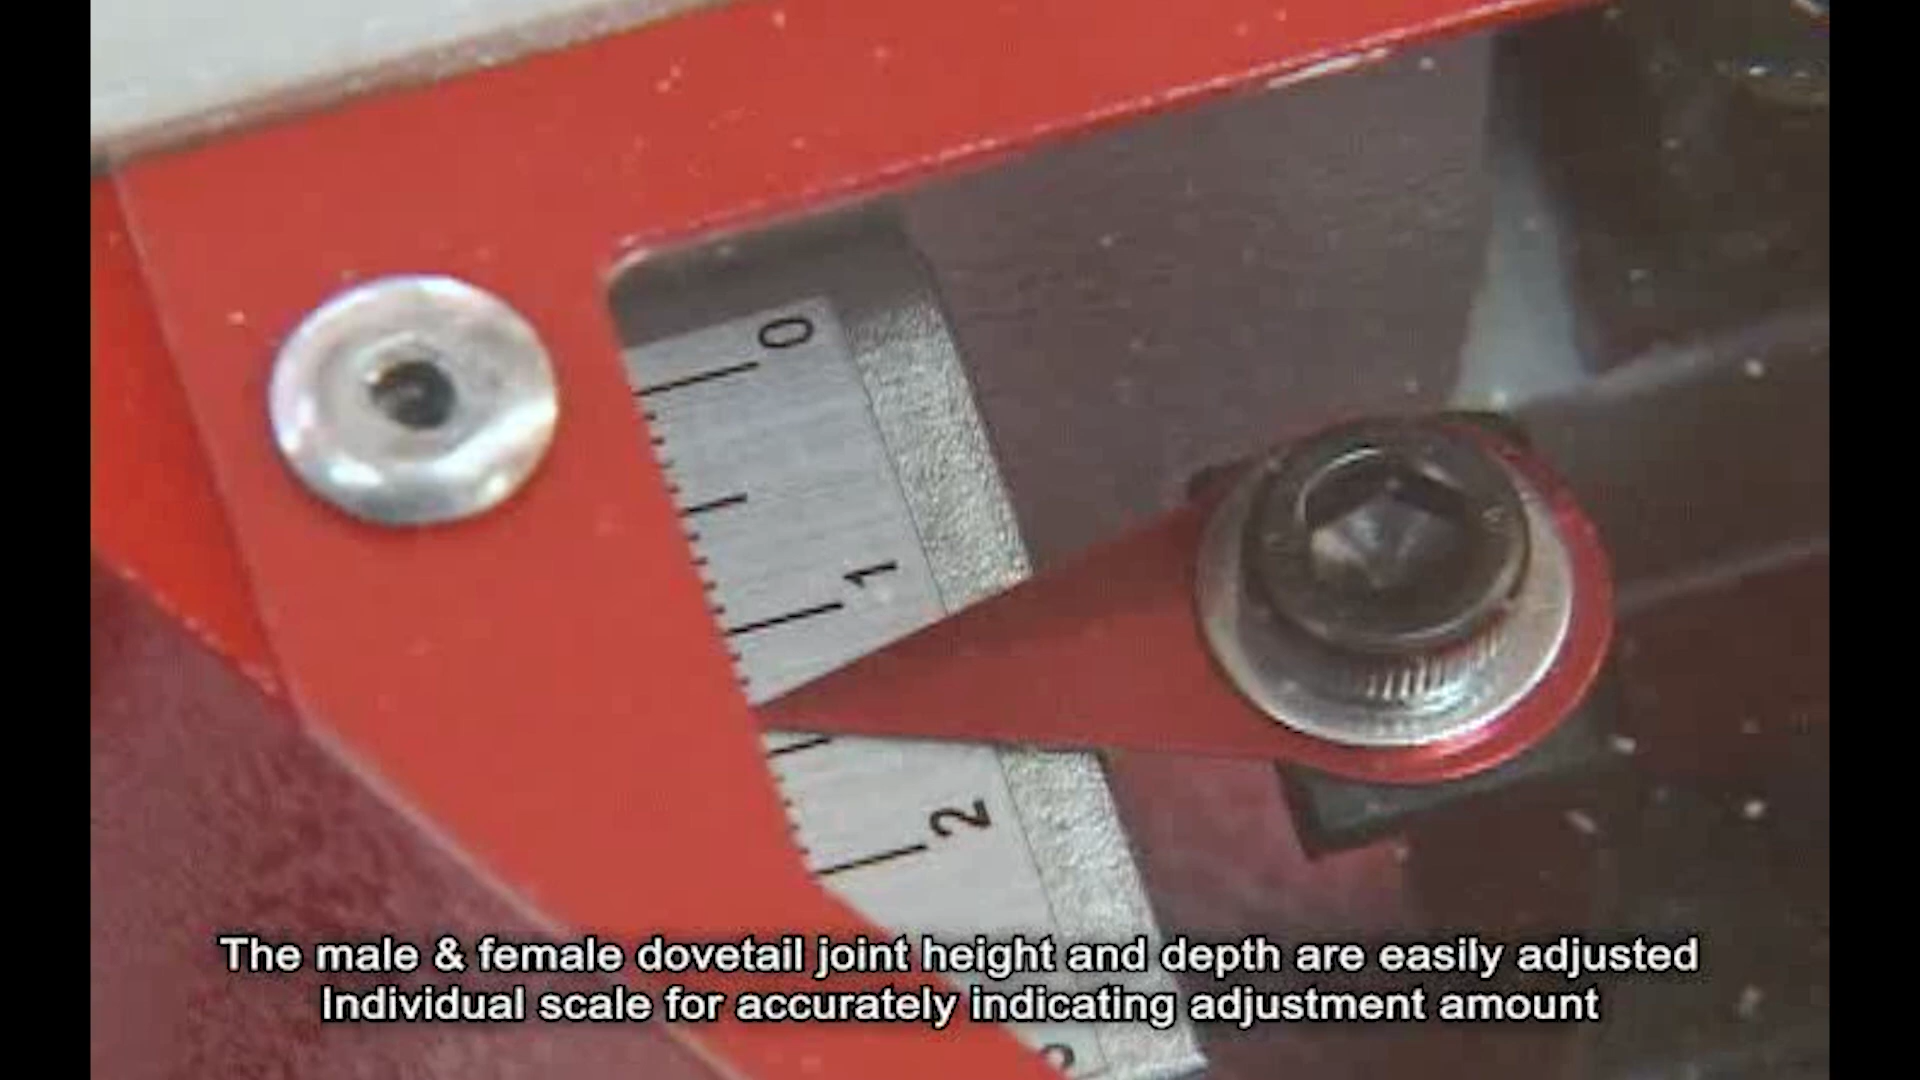 0
1
2
The male & female dovetail joint height and depth are easily adjusted
Individual scale for accurately indicating adjustment amount